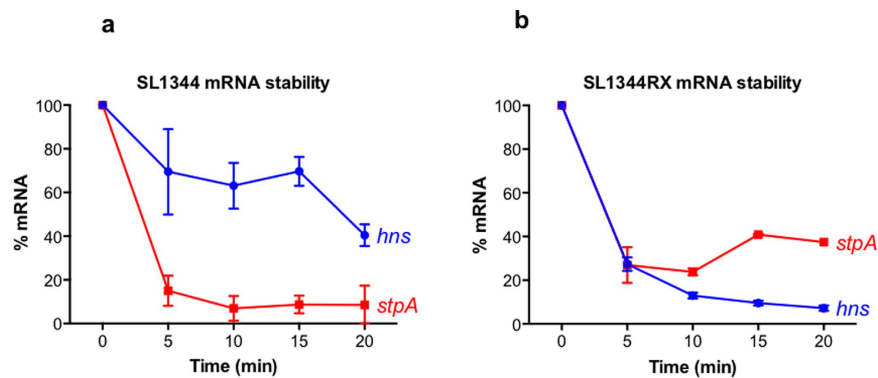 a
SL1344 mRNA stability
% mRNA
100
80
60
40
20
0
hns
stpA
0 5 10 15 20
Time (min)
b
SL1344RX mRNA stability
% mRNA
100
80
60
40
20
0
stpA
hns
0 5 10 15 20
Time (min)